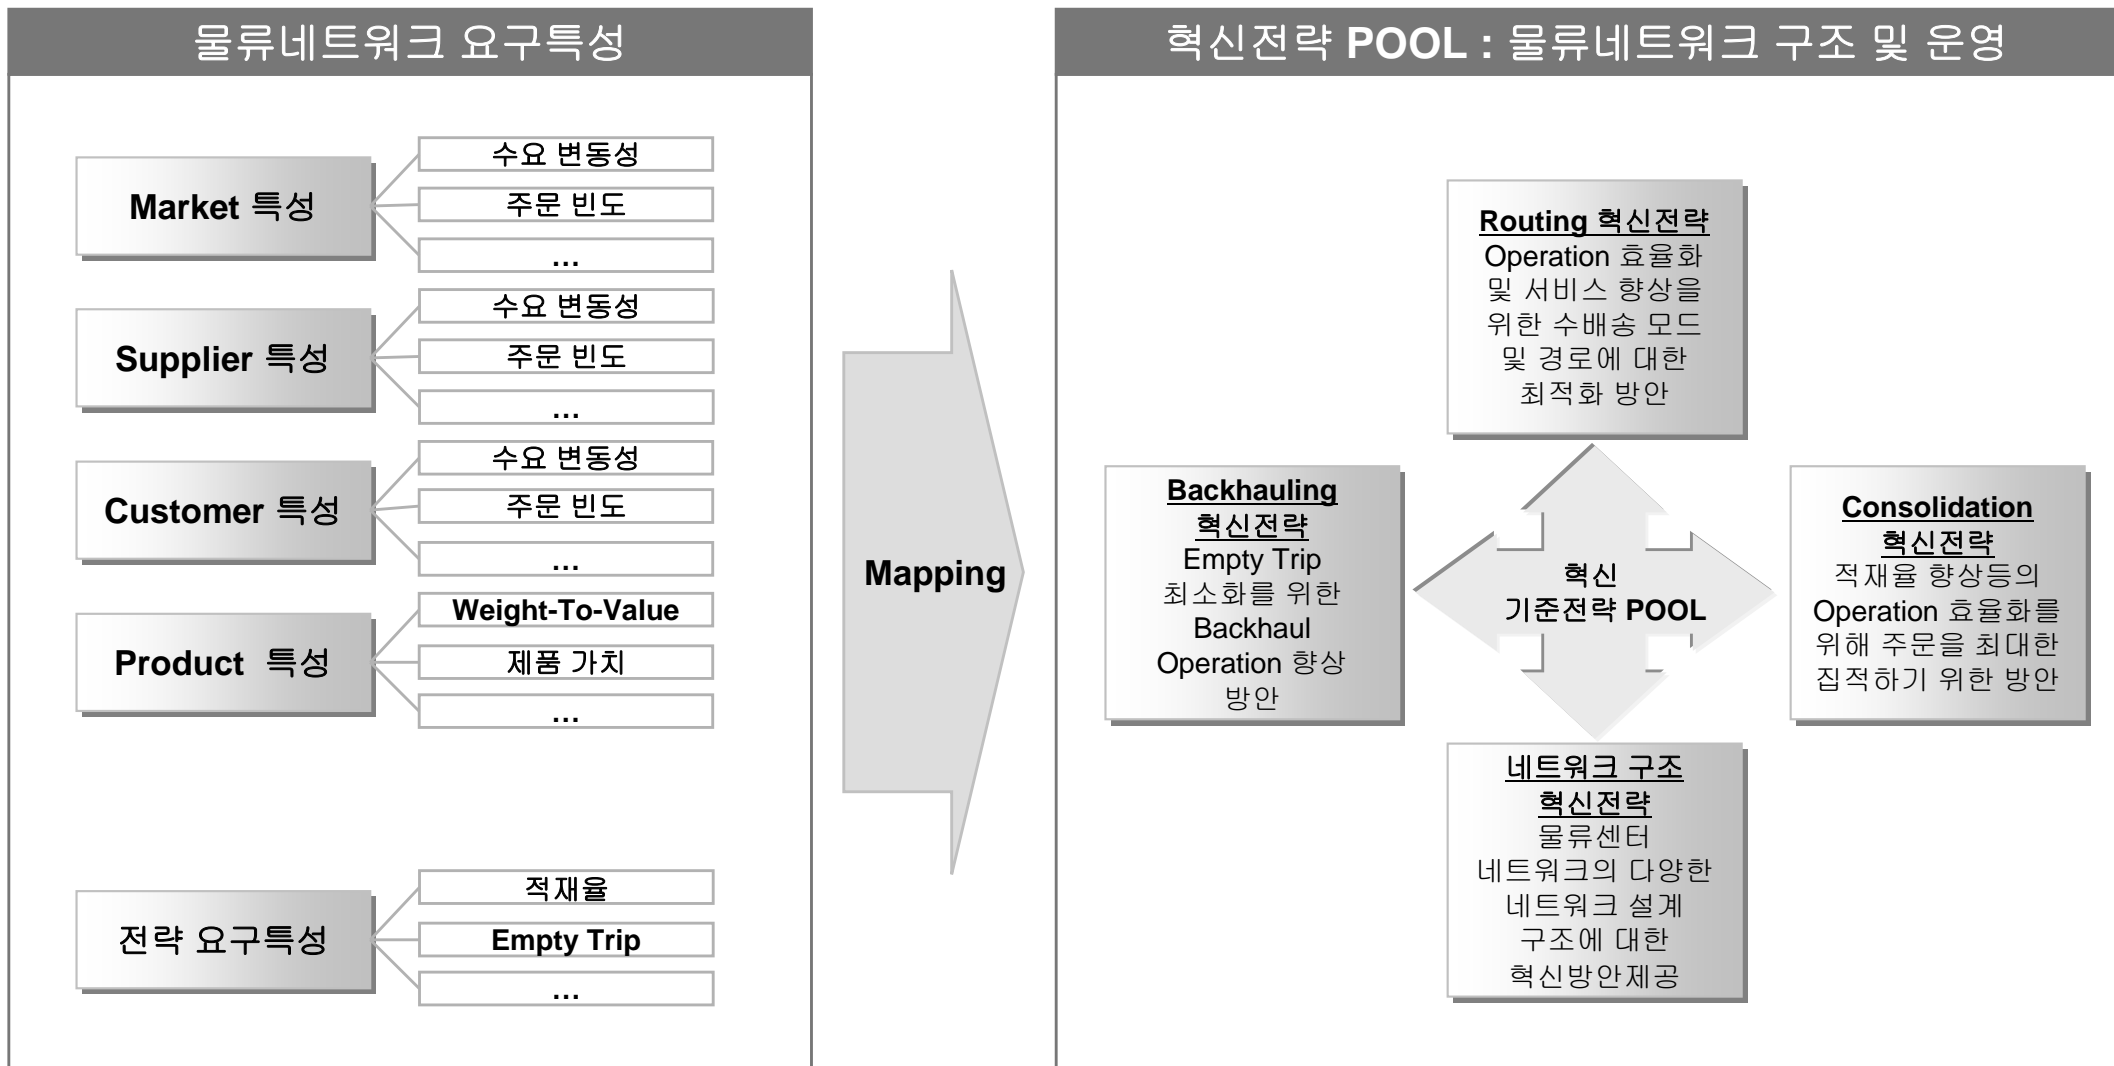 물류네트워크 요구특성
Market 특성
수요 변동성
주문 빈도
...
Supplier 특성
수요 변동성
주문 빈도
...
Customer 특성
수요 변동성
주문 빈도
...
Product 특성
Weight-To-Value
제품 가치
...
전략 요구특성
적재율
Empty Trip
...
Mapping
혁신전략 POOL : 물류네트워크 구조 및 운영
Routing 혁신전략
Operation 효율화
및 서비스 향상을
위한 수배송 모드
및 경로에 대한
최적화 방안
Backhauling
혁신전략
Empty Trip
최소화를 위한
Backhaul
Operation 향상
방안
혁신
기준전략 POOL
Consolidation
혁신전략
적재율 향상등의
Operation 효율화를
위해 주문을 최대한
집적하기 위한 방안
네트워크 구조
혁신전략
물류센터
네트워크의 다양한
네트워크 설계
구조에 대한
혁신방안제공